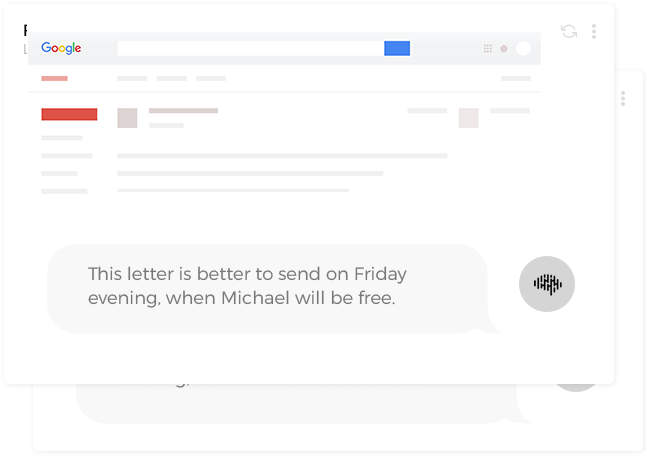 Google
This letter is better to send on Friday
evening, when Michael will be free.